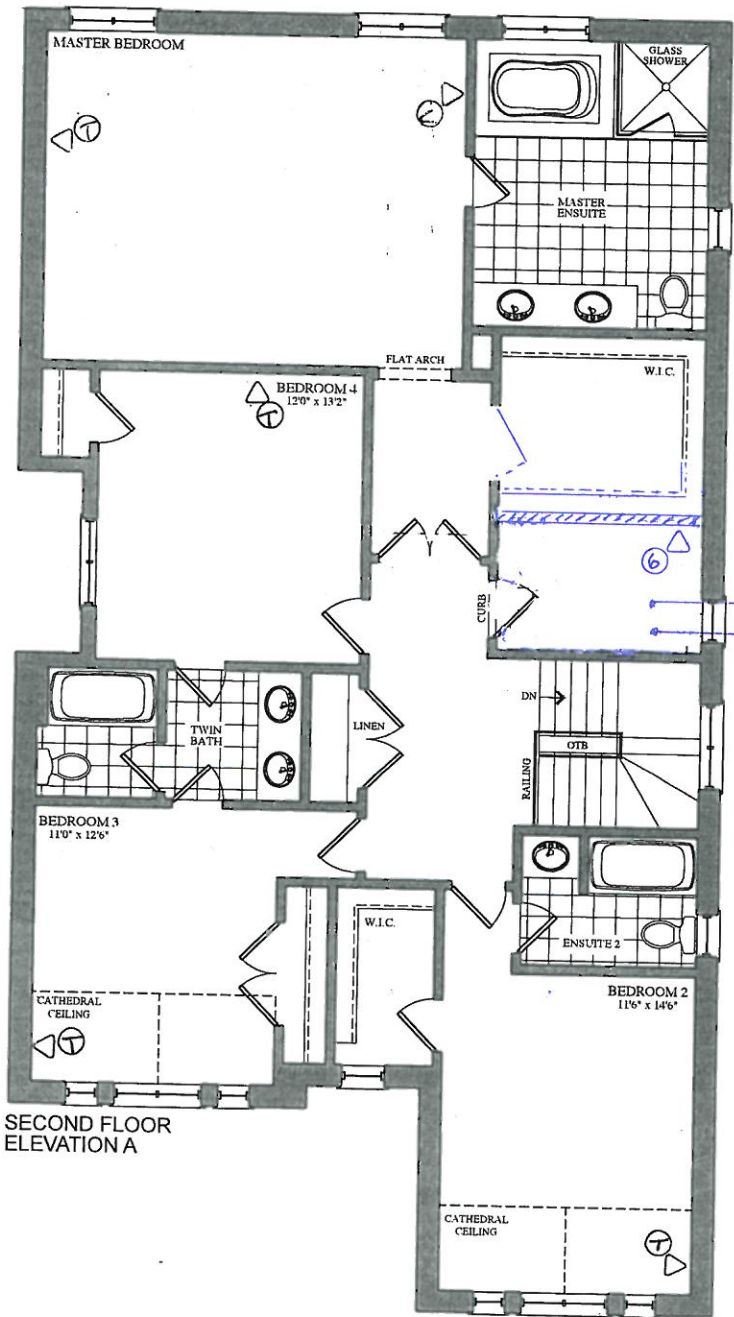 MASTER BEDROOM
GLASS
SHOWER
T
T
MASTER
ENSUITE
FLAT ARCH
W.I.C.
BEDROOM 4
12'0" x 13'2"
T
6
CURB
DN
TWIN
BATH
LINEN
OTB
RAILING
BEDROOM 3
11'0" x 12'6"
W.I.C.
ENSUITE 2
BEDROOM 2
11'6" x 14'6"
CATHEDRAL
CEILING
T
SECOND FLOOR
ELEVATION A
CATHEDRAL
CEILING
T